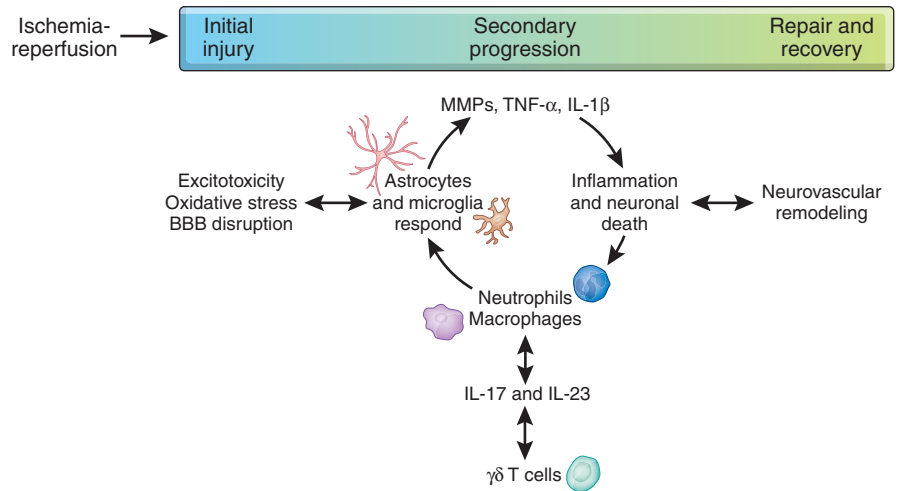 Ischemia-
reperfusion
Initial
injury
Secondary
progression
Repair and
recovery
MMPs, TNF-α, IL-1β
Excitotoxicity
Oxidative stress
BBB disruption
Astrocytes
and microglia
respond
Inflammation
and neuronal
death
Neurovascular
remodeling
Neutrophils
Macrophages
IL-17 and IL-23
γδ T cells